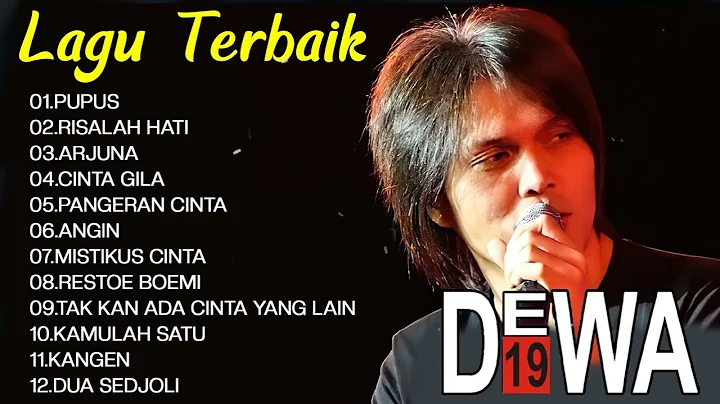 Lagu Terbaik
01.PUPUS
02.RISALAH HATI
03.ARJUNA
04.CINTA GILA
05.PANGERAN CINTA
06.ANGIN
07.MISTIKUS CINTA
08.RESTOE BOEMI
09.TAK KAN ADA CINTA YANG LAIN
10.KAMULAH SATU
11.KANGEN
12.DUA SEDJOLI
DEWA
19